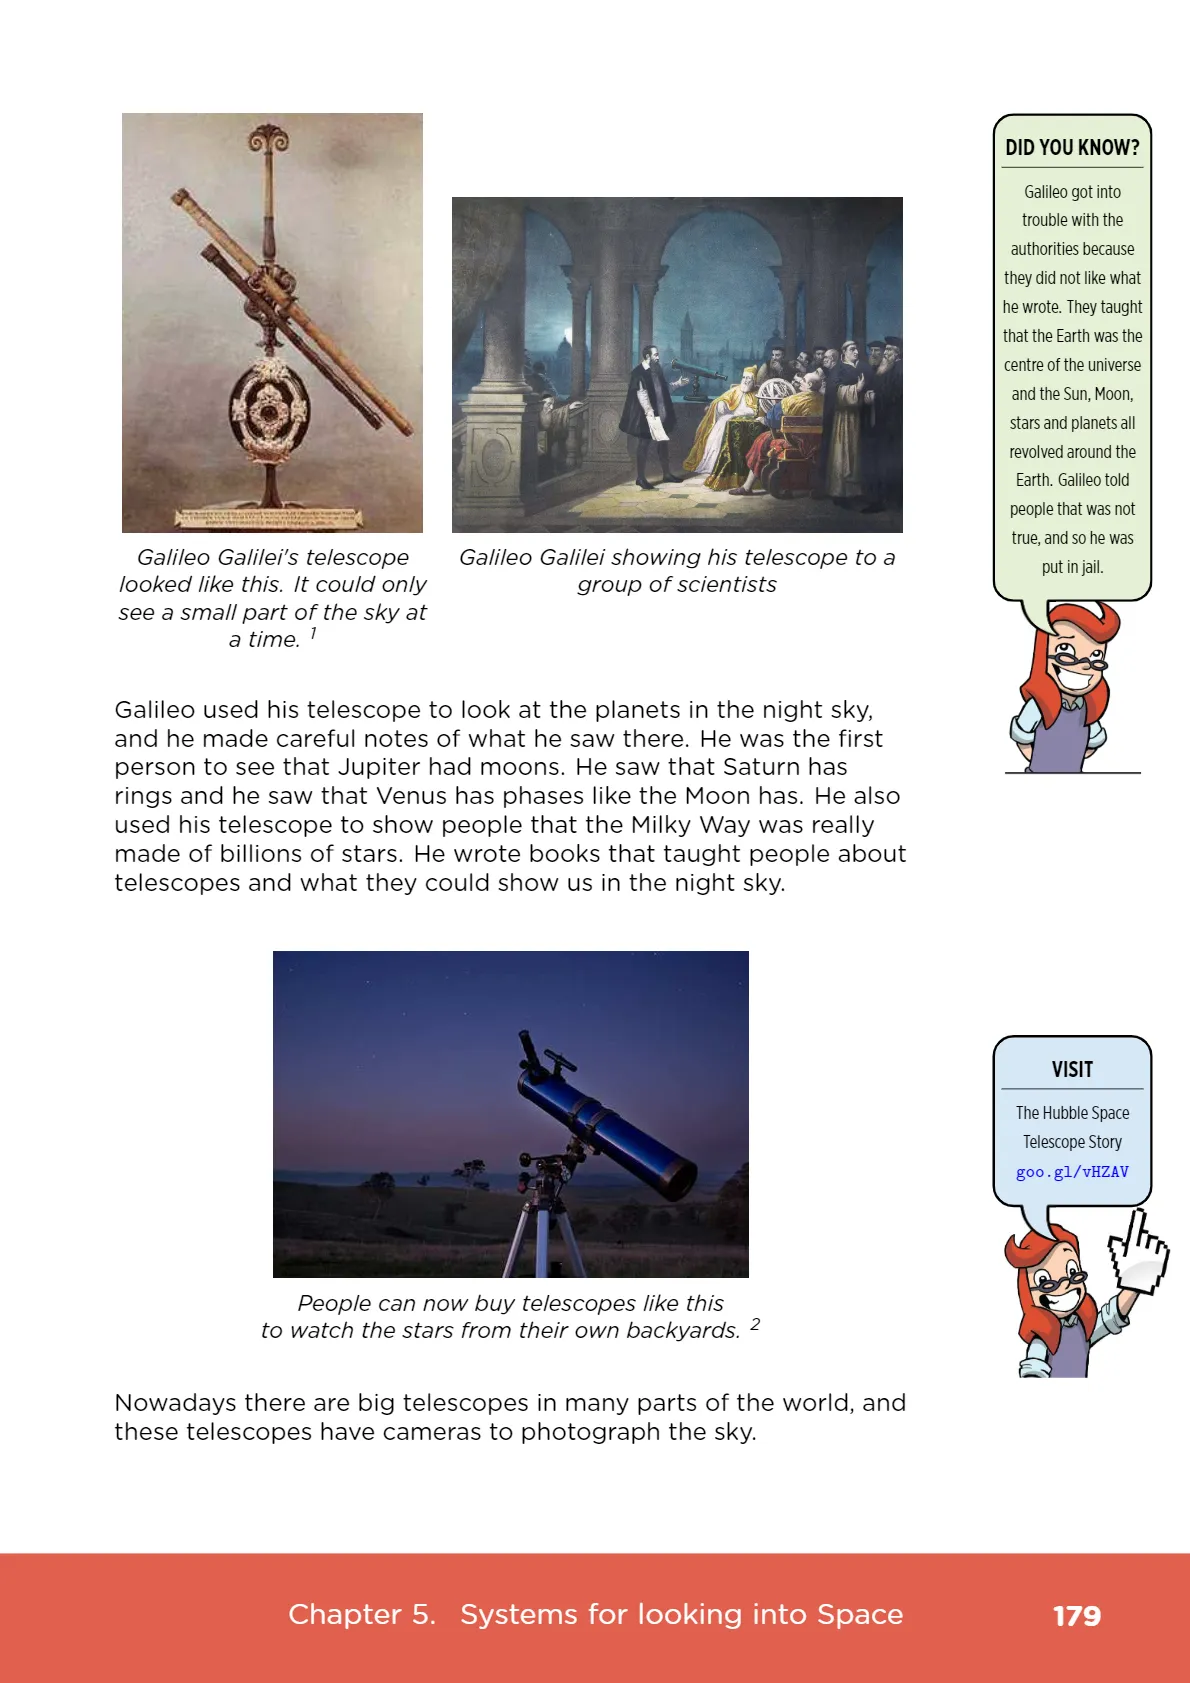 Galileo Galilei's telescope
looked like this. It could only
see a small part of the sky at
a time. 1
Galileo Galilei showing his telescope to a
group of scientists
Galileo used his telescope to look at the planets in the night sky,
and he made careful notes of what he saw there. He was the first
person to see that Jupiter had moons. He saw that Saturn has
rings and he saw that Venus has phases like the Moon has. He also
used his telescope to show people that the Milky Way was really
made of billions of stars. He wrote books that taught people about
telescopes and what they could show us in the night sky.
People can now buy telescopes like this
to watch the stars from their own backyards. 2
Nowadays there are big telescopes in many parts of the world, and
these telescopes have cameras to photograph the sky.
DID YOU KNOW?
Galileo got into
trouble with the
authorities because
they did not like what
he wrote. They taught
that the Earth was the
centre of the universe
and the Sun, Moon,
stars and planets all
revolved around the
Earth. Galileo told
people that was not
true, and so he was
put in jail.
VISIT
The Hubble Space
Telescope Story
goo.gl/vHZAV
Chapter 5. Systems for looking into Space
179